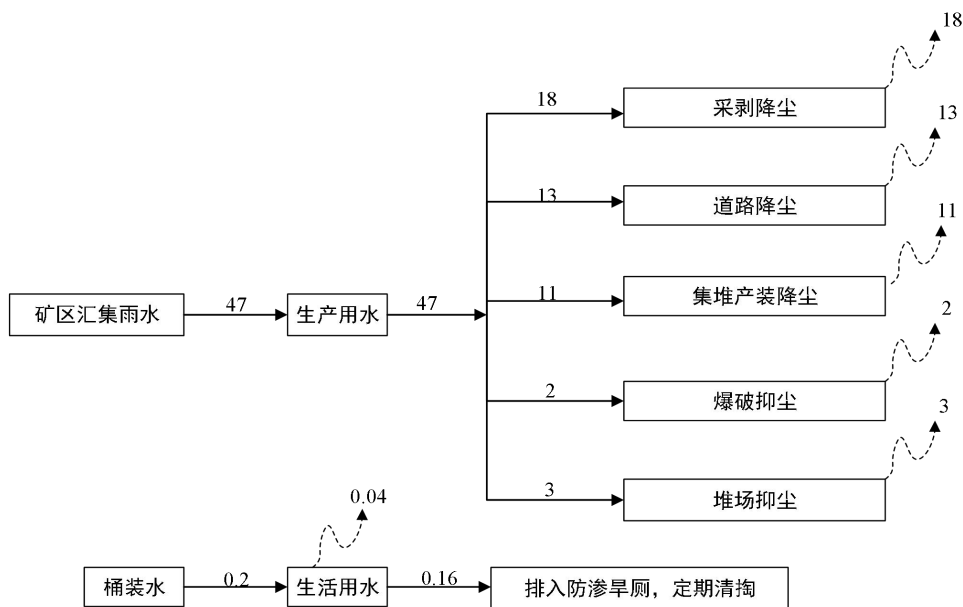 18
18
采剥降尘
13
13
道路降尘
11
11
集堆产装降尘
矿区汇集雨水
47
生产用水
47
2
2
爆破抑尘
3
3
堆场抑尘
0.04
桶装水
0.2
生活用水
0.16
排入防渗旱厕，定期清掏